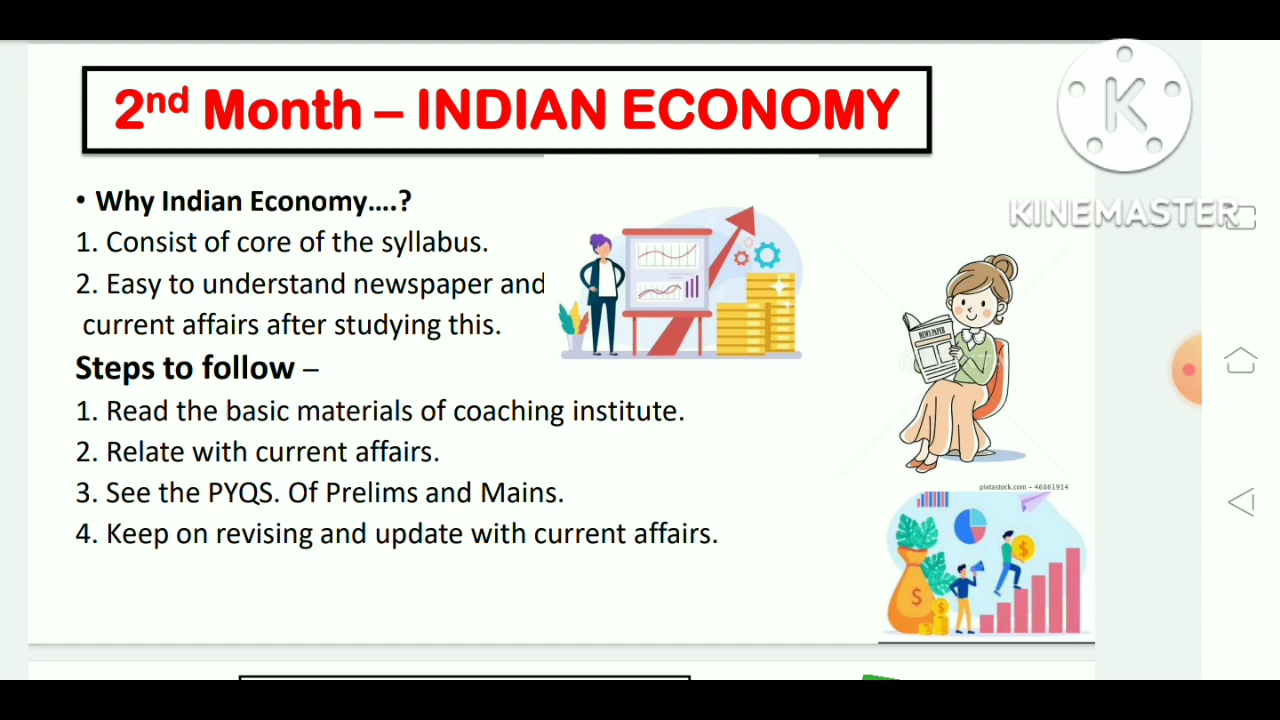 2nd Month – INDIAN ECONOMY
K
KINEMASTER
• Why Indian Economy....?
1. Consist of core of the syllabus.
2. Easy to understand newspaper and
current affairs after studying this.
Steps to follow –
1. Read the basic materials of coaching institute.
2. Relate with current affairs.
3. See the PYQS. Of Prelims and Mains.
4. Keep on revising and update with current affairs.
NEWSPAPER
pixtastock.com – 46861914
$
$
$